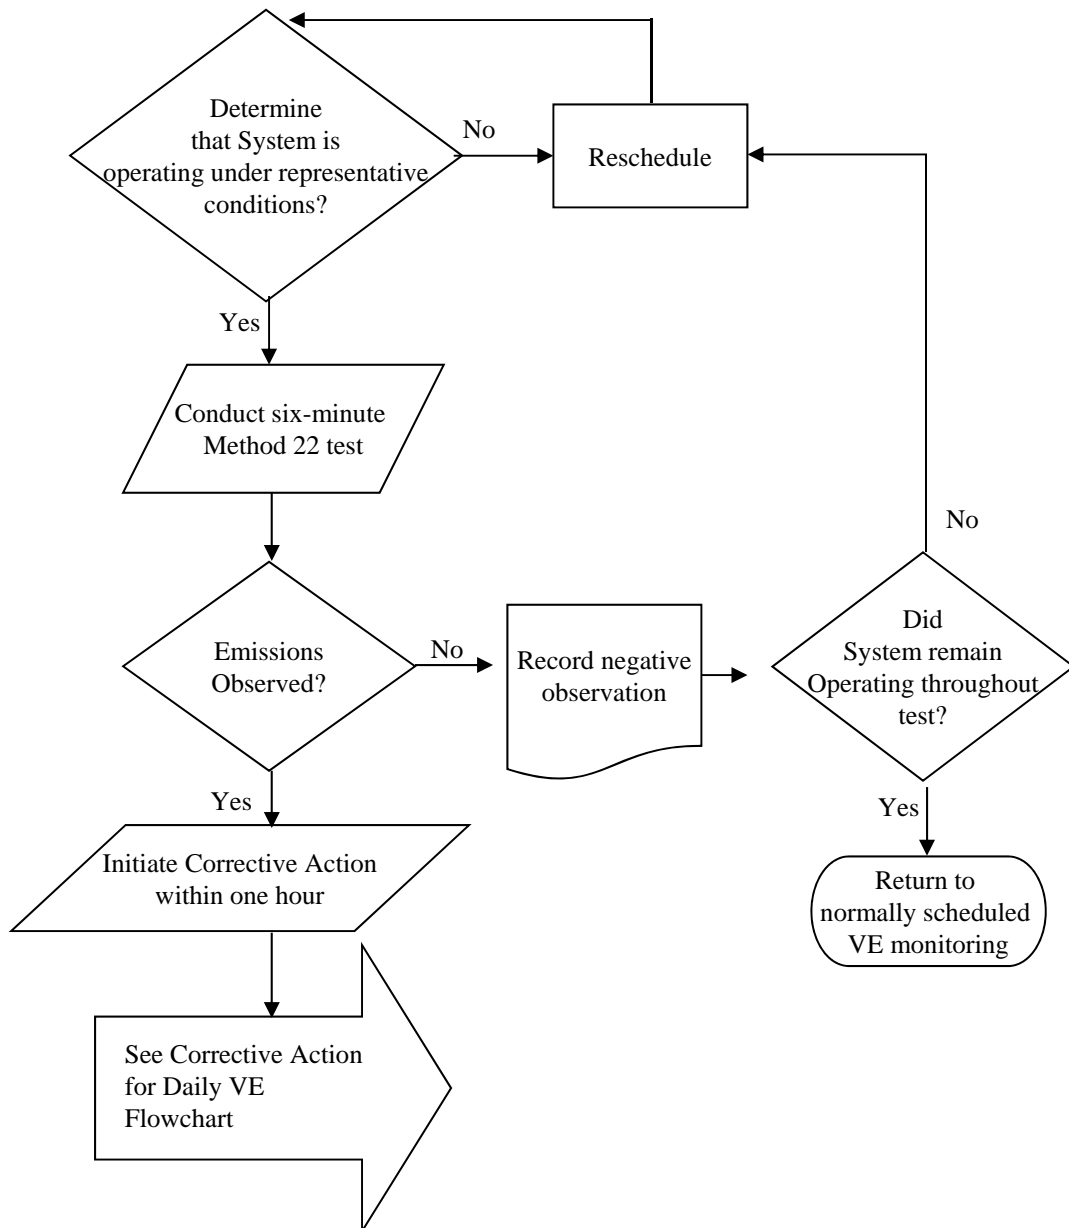 Determine
that System is
operating under representative
conditions?
No
Reschedule
Yes
Conduct six-minute
Method 22 test
No
Emissions
Observed?
No
Record negative
observation
Did
System remain
Operating throughout
test?
Yes
Yes
Initiate Corrective Action
within one hour
Return to
normally scheduled
VE monitoring
See Corrective Action
for Daily VE
Flowchart